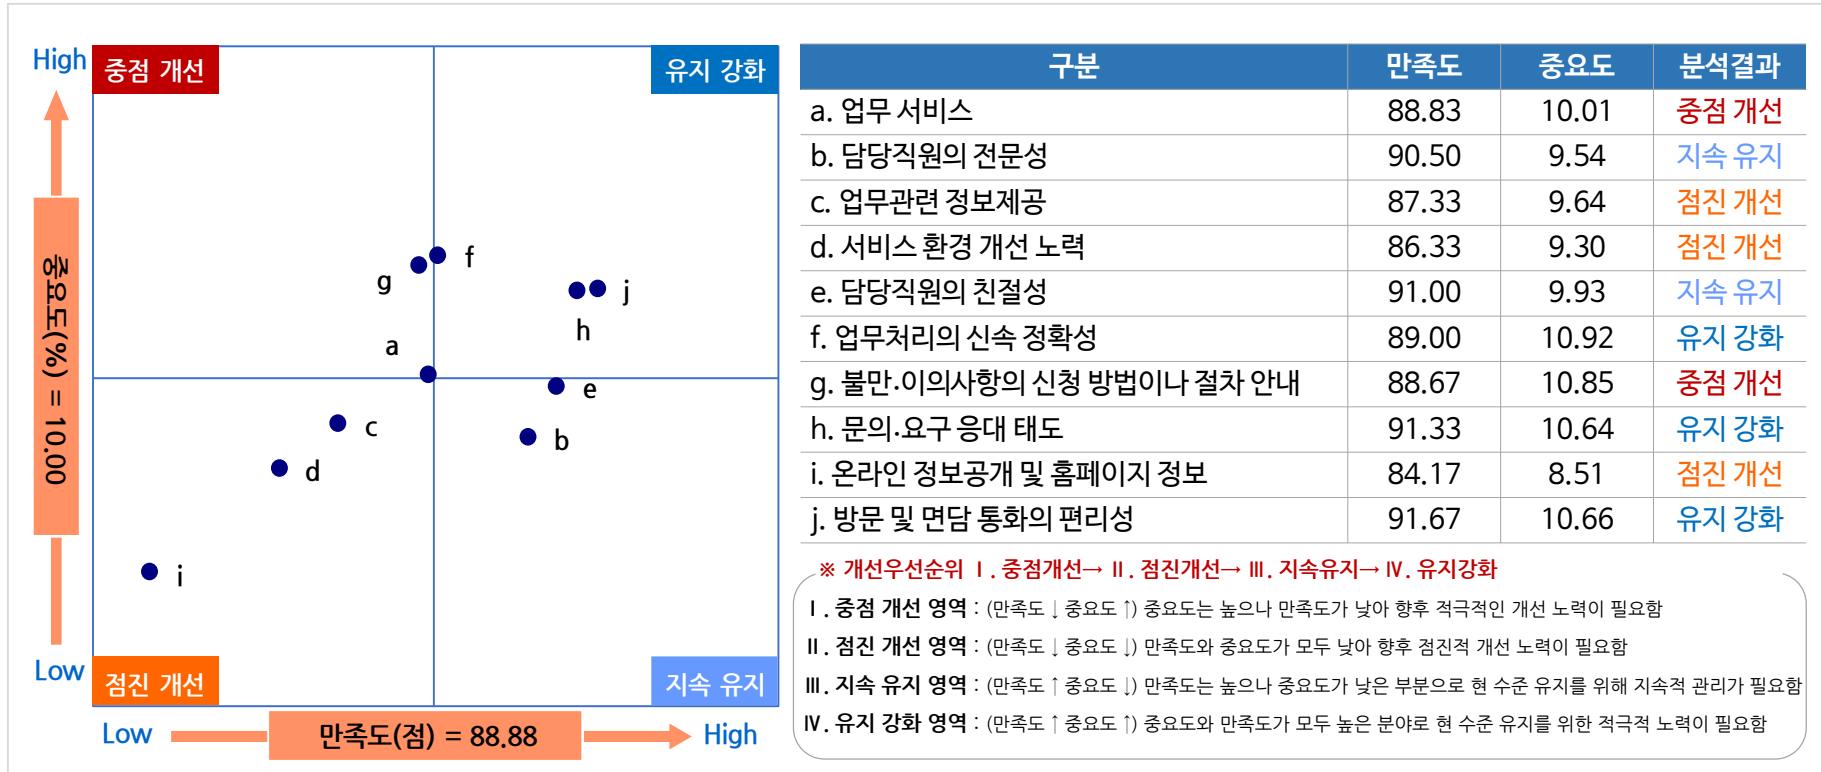 High
중점 개선
유지 강화
중요도(%) = 10.00
f
g
j
h
a
e
c
b
d
i
Low
점진 개선
지속 유지
Low
만족도(점) = 88.88
High
구분 만족도 중요도 분석결과
a. 업무 서비스 88.83 10.01 중점 개선
b. 담당직원의 전문성 90.50 9.54 지속 유지
c. 업무관련 정보제공 87.33 9.64 점진 개선
d. 서비스 환경 개선 노력 86.33 9.30 점진 개선
e. 담당직원의 친절성 91.00 9.93 지속 유지
f. 업무처리의 신속 정확성 89.00 10.92 유지 강화
g. 불만·이의사항의 신청 방법이나 절차 안내 88.67 10.85 중점 개선
h. 문의·요구 응대 태도 91.33 10.64 유지 강화
i. 온라인 정보공개 및 홈페이지 정보 84.17 8.51 점진 개선
j. 방문 및 면담 통화의 편리성 91.67 10.66 유지 강화
※ 개선우선순위 Ⅰ. 중점개선→ Ⅱ. 점진개선→ Ⅲ. 지속유지→ Ⅳ. 유지강화
Ⅰ. 중점 개선 영역 : (만족도↓ 중요도↑) 중요도는 높으나 만족도가 낮아 향후 적극적인 개선 노력이 필요함
Ⅱ. 점진 개선 영역 : (만족도↓ 중요도↓) 만족도와 중요도가 모두 낮아 향후 점진적 개선 노력이 필요함
Ⅲ. 지속 유지 영역 : (만족도↑ 중요도↓) 만족도는 높으나 중요도가 낮은 부분으로 현 수준 유지를 위해 지속적 관리가 필요함
Ⅳ. 유지 강화 영역 : (만족도↑ 중요도↑) 중요도와 만족도가 모두 높은 분야로 현 수준 유지를 위한 적극적 노력이 필요함